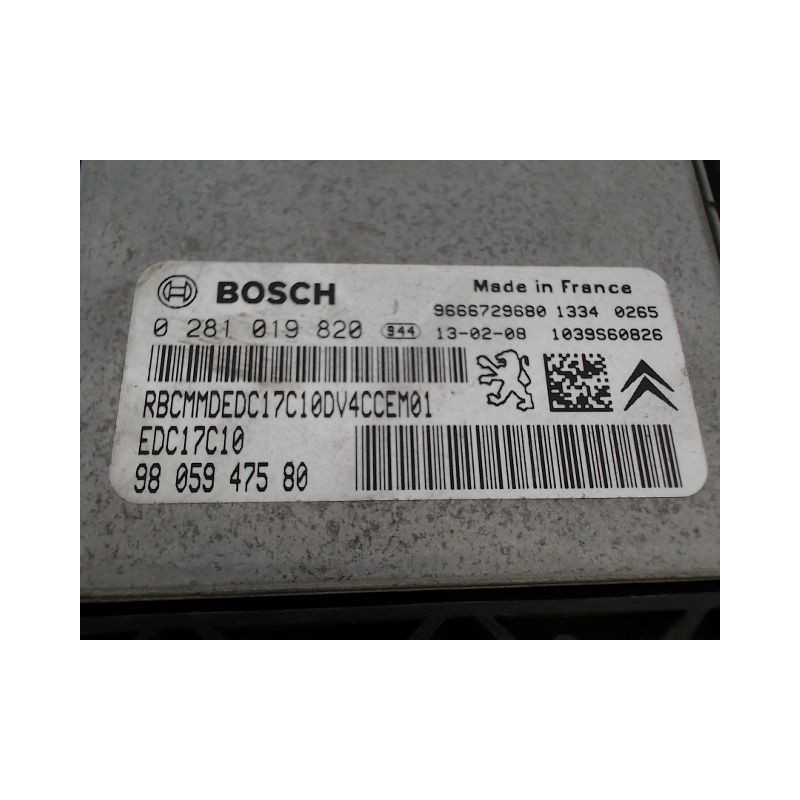 BOSCH Made in France
9666729680 1334 0265
0 281 019 820 944 13-02-08 1039S60826
RBCMMDEDC17C10DV4CCEM01
EDC17C10
98 059 475 80